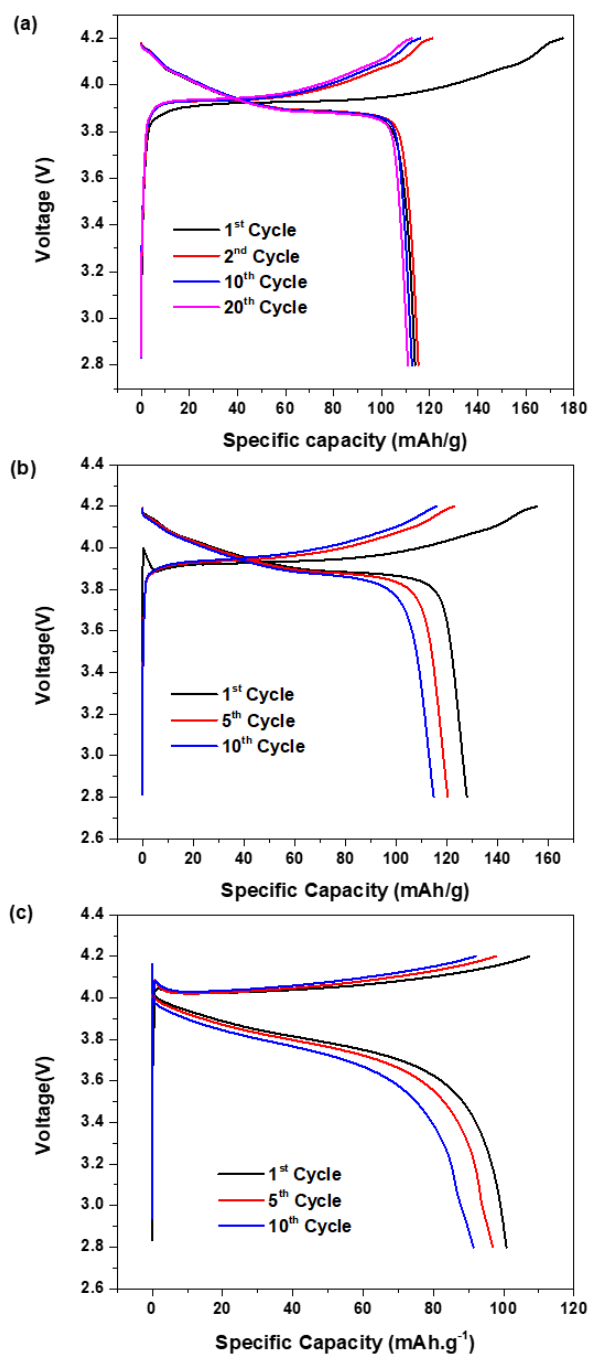 (a)
4.2
4.0
3.8
3.6
3.4
3.2
3.0
2.8
Voltage (V)
1st Cycle
2nd Cycle
10th Cycle
20th Cycle
0 20 40 60 80 100 120 140 160 180
Specific capacity (mAh/g)
(b)
4.4
4.2
4.0
3.8
3.6
3.4
3.2
3.0
2.8
2.6
Voltage(V)
1st Cycle
5th Cycle
10th Cycle
0 20 40 60 80 100 120 140 160
Specific Capacity (mAh/g)
(c)
4.4
4.2
4.0
3.8
3.6
3.4
3.2
3.0
2.8
2.6
Voltage(V)
1st Cycle
5th Cycle
10th Cycle
0 20 40 60 80 100 120
Specific Capacity (mAh.g-1)